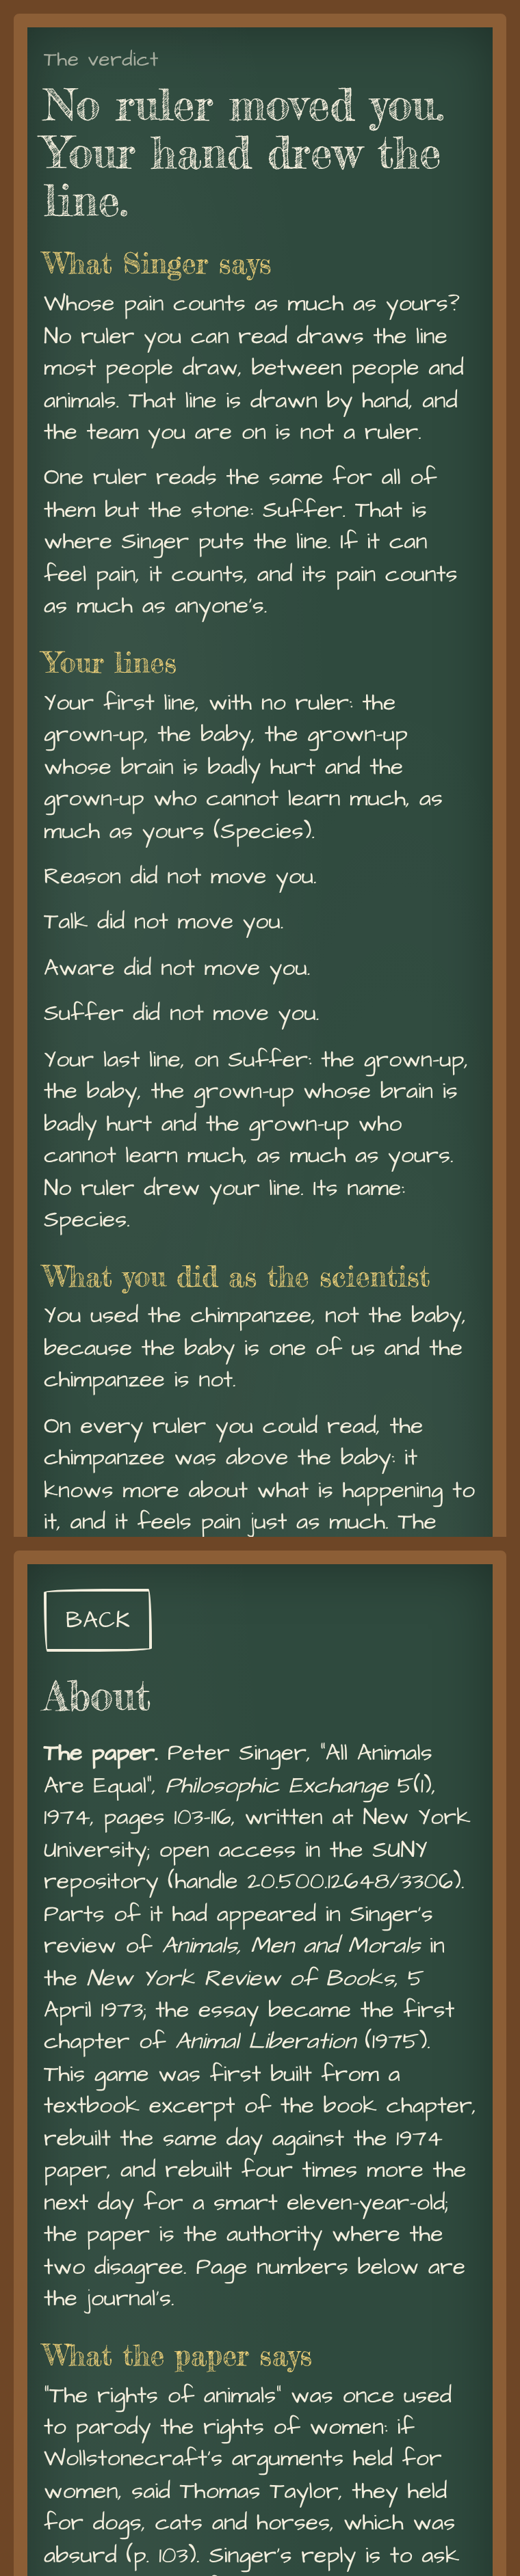 The verdict
No ruler moved you.
Your hand drew the
line.
What Singer says
Whose pain counts as much as yours?
No ruler you can read draws the line
most people draw, between people and
animals. That line is drawn by hand, and
the team you are on is not a ruler.
One ruler reads the same for all of
them but the stone: Suffer. That is
where Singer puts the line. If it can
feel pain, it counts, and its pain counts
as much as anyone's.
Your lines
Your first line, with no ruler: the
grown-up, the baby, the grown-up
whose brain is badly hurt and the
grown-up who cannot learn much, as
much as yours (Species).
Reason did not move you.
Talk did not move you.
Aware did not move you.
Suffer did not move you.
Your last line, on Suffer: the grown-up,
the baby, the grown-up whose brain is
badly hurt and the grown-up who
cannot learn much, as much as yours.
No ruler drew your line. Its name:
Species.
What you did as the scientist
You used the chimpanzee, not the baby,
because the baby is one of us and the
chimpanzee is not.
On every ruler you could read, the
chimpanzee was above the baby: it
knows more about what is happening to
it, and it feels pain just as much. The
BACK
About
The paper. Peter Singer, "All Animals
Are Equal", Philosophic Exchange 5(1),
1974, pages 103-116, written at New York
University; open access in the SUNY
repository (handle 20.500.12648/3306).
Parts of it had appeared in Singer's
review of Animals, Men and Morals in
the New York Review of Books, 5
April 1973; the essay became the first
chapter of Animal Liberation (1975).
This game was first built from a
textbook excerpt of the book chapter,
rebuilt the same day against the 1974
paper, and rebuilt four times more the
next day for a smart eleven-year-old;
the paper is the authority where the
two disagree. Page numbers below are
the journal's.
What the paper says
"The rights of animals" was once used
to parody the rights of women: if
Wollstonecraft's arguments held for
women, said Thomas Taylor, they held
for dogs, cats and horses, which was
absurd (p. 103). Singer's reply is to ask